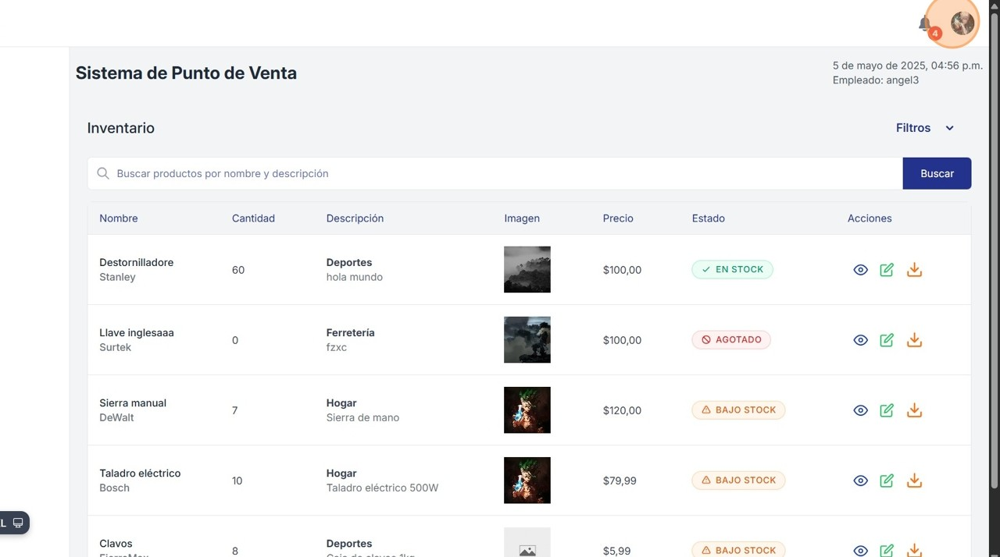 4
Sistema de Punto de Venta
5 de mayo de 2025, 04:56 p.m.
Empleado: angel3
Inventario
Filtros
Buscar productos por nombre y descripción
Buscar
Nombre Cantidad Descripción Imagen Precio Estado Acciones
Destornilladore
Stanley
60
Deportes
hola mundo
$100,00
EN STOCK
Llave inglesaaa
Surtek
0
Ferretería
fzxc
$100,00
AGOTADO
Sierra manual
DeWalt
7
Hogar
Sierra de mano
$120,00
BAJO STOCK
Taladro eléctrico
Bosch
10
Hogar
Taladro eléctrico 500W
$79,99
BAJO STOCK
L
Clavos
8
Deportes
$5,99
BAJO STOCK